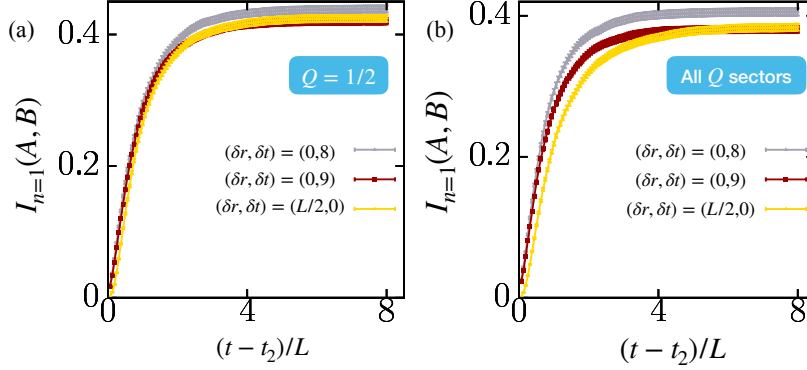 (a)
I_{n=1}(A, B)
0.4
0.2
0
Q = 1/2
(δr, δt) = (0,8)
(δr, δt) = (0,9)
(δr, δt) = (L/2,0)
0 4 8
(t − t₂)/L
(b)
I_{n=1}(A, B)
0.4
0.2
0
All Q sectors
(δr, δt) = (0,8)
(δr, δt) = (0,9)
(δr, δt) = (L/2,0)
0 4 8
(t − t₂)/L